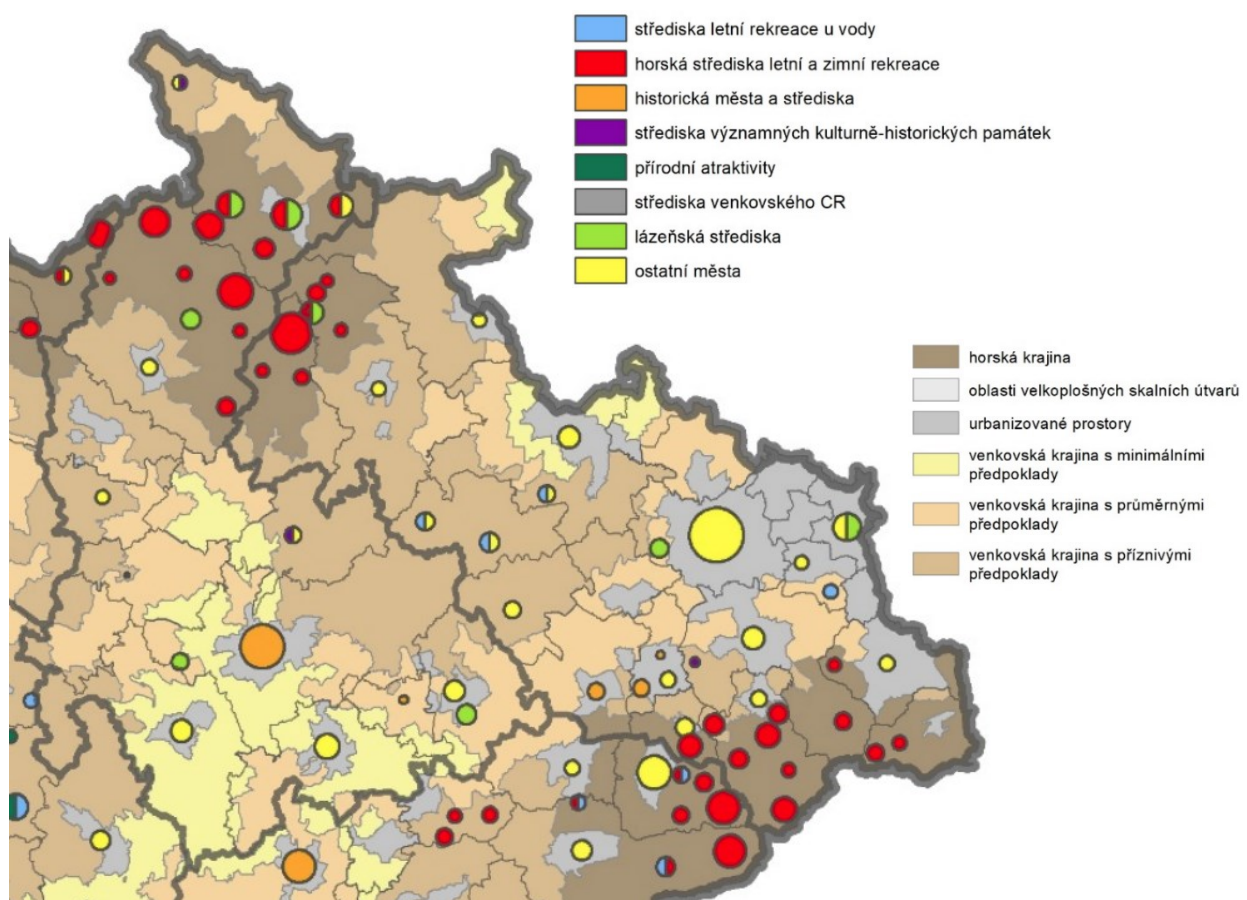 střediska letní rekreace u vody
horská střediska letní a zimní rekreace
historická města a střediska
střediska významných kulturně-historických památek
přírodní atraktivity
střediska venkovského CR
lázeňská střediska
ostatní města
horská krajina
oblasti velkoplošných skalních útvarů
urbanizované prostory
venkovská krajina s minimálními
předpoklady
venkovská krajina s průměrnými
předpoklady
venkovská krajina s příznivými
předpoklady